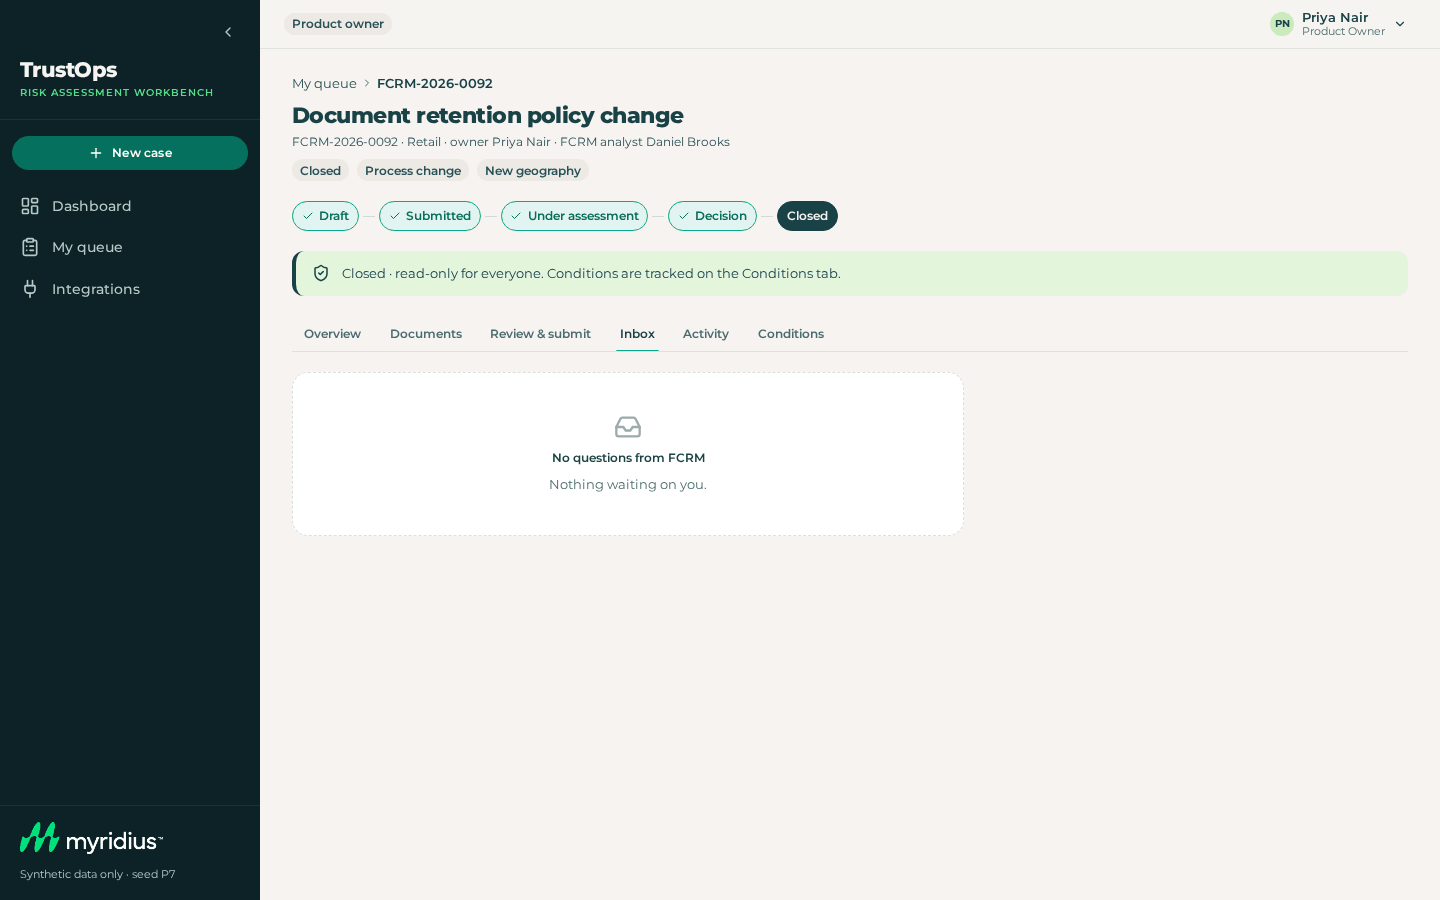 Product owner
PN
Priya Nair
Product Owner
TrustOps
RISK ASSESSMENT WORKBENCH
New case
Dashboard
My queue
Integrations
myridius™
Synthetic data only · seed P7
My queue
FCRM-2026-0092
Document retention policy change
FCRM-2026-0092 · Retail · owner Priya Nair · FCRM analyst Daniel Brooks
Closed
Process change
New geography
Draft
Submitted
Under assessment
Decision
Closed
Closed · read-only for everyone. Conditions are tracked on the Conditions tab.
Overview
Documents
Review & submit
Inbox
Activity
Conditions
No questions from FCRM
Nothing waiting on you.